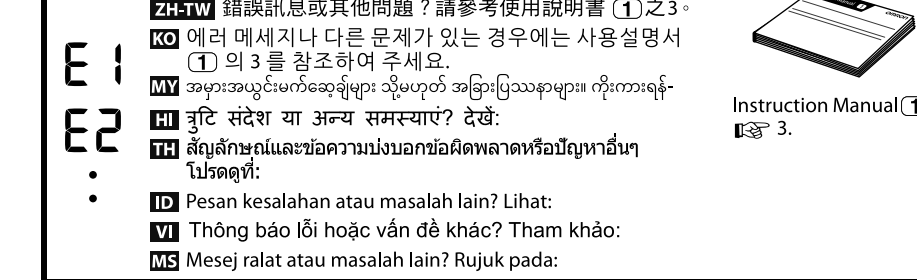 E1
E2
ZH-TW 錯誤訊息或其他問題？請參考使用說明書 ① 之3。
KO 에러 메세지나 다른 문제가 있는 경우에는 사용설명서
① 의 3 를 참조하여 주세요.
MY အမှားအယွင်းမက်ဆေ့ချ်များ သို့မဟုတ် အခြားပြဿနာများ။ ကိုးကားရန်-
HI त्रुटि संदेश या अन्य समस्याएं? देखें:
TH สัญลักษณ์และข้อความบ่งบอกข้อผิดพลาดหรือปัญหาอื่นๆ
โปรดดูที่:
ID Pesan kesalahan atau masalah lain? Lihat:
VI Thông báo lỗi hoặc vấn đề khác? Tham khảo:
MS Mesej ralat atau masalah lain? Rujuk pada:
Instruction Manual ①
☞ 3.